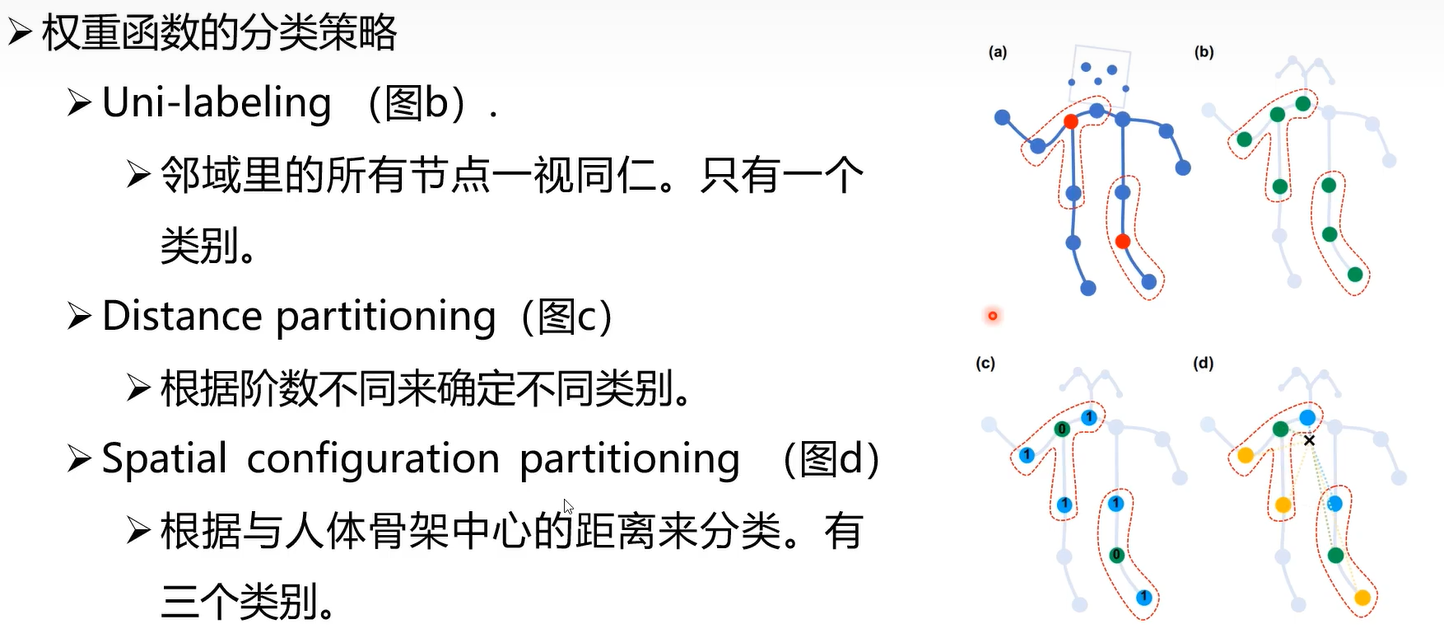 ➢ 权重函数的分类策略
➢ Uni-labeling （图b）.
➢ 邻域里的所有节点一视同仁。只有一个
类别。
➢ Distance partitioning（图c）
➢ 根据阶数不同来确定不同类别。
➢ Spatial configuration partitioning （图d）
➢ 根据与人体骨架中心的距离来分类。有
三个类别。
(a)
(b)
(c)
1
0
1
1
1
0
1
(d)
×